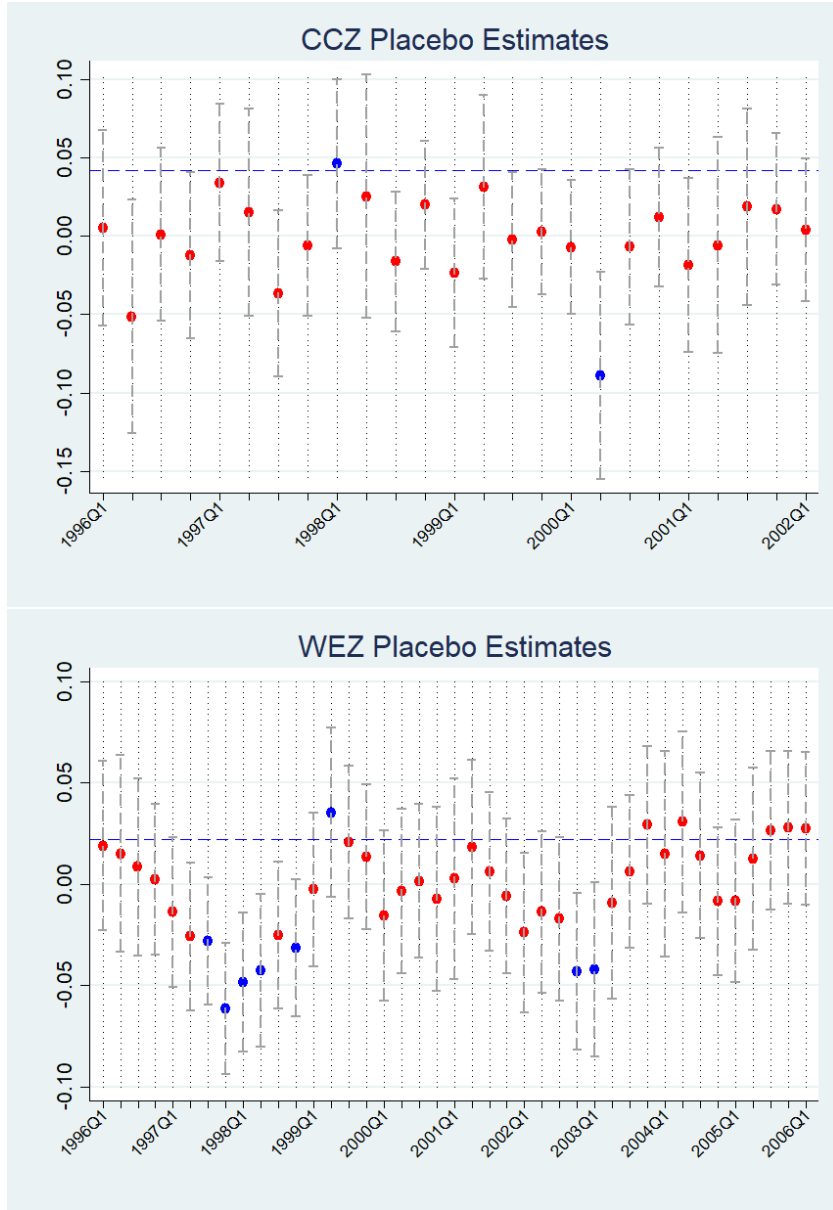 CCZ Placebo Estimates
0.10
0.05
0.00
-0.05
-0.10
-0.15
1996Q1
1997Q1
1998Q1
1999Q1
2000Q1
2001Q1
2002Q1
WEZ Placebo Estimates
0.10
0.05
0.00
-0.05
-0.10
1996Q1
1997Q1
1998Q1
1999Q1
2000Q1
2001Q1
2002Q1
2003Q1
2004Q1
2005Q1
2006Q1